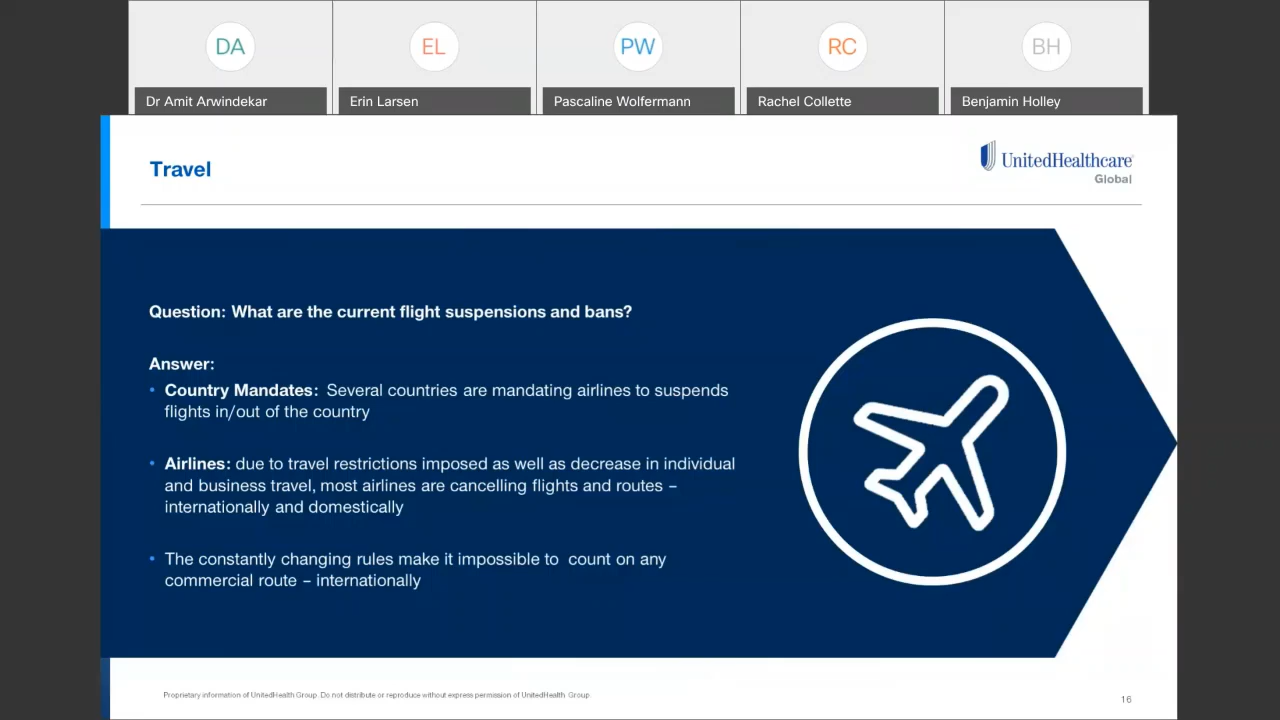 DA EL PW RC BH
Dr Amit Arwindekar Erin Larsen Pascaline Wolfermann Rachel Collette Benjamin Holley
Travel
UnitedHealthcare
Global
Question: What are the current flight suspensions and bans?
Answer:
• Country Mandates: Several countries are mandating airlines to suspends
flights in/out of the country
• Airlines: due to travel restrictions imposed as well as decrease in individual
and business travel, most airlines are cancelling flights and routes –
internationally and domestically
• The constantly changing rules make it impossible to count on any
commercial route – internationally
Proprietary information of UnitedHealth Group. Do not distribute or reproduce without express permission of UnitedHealth Group.
16